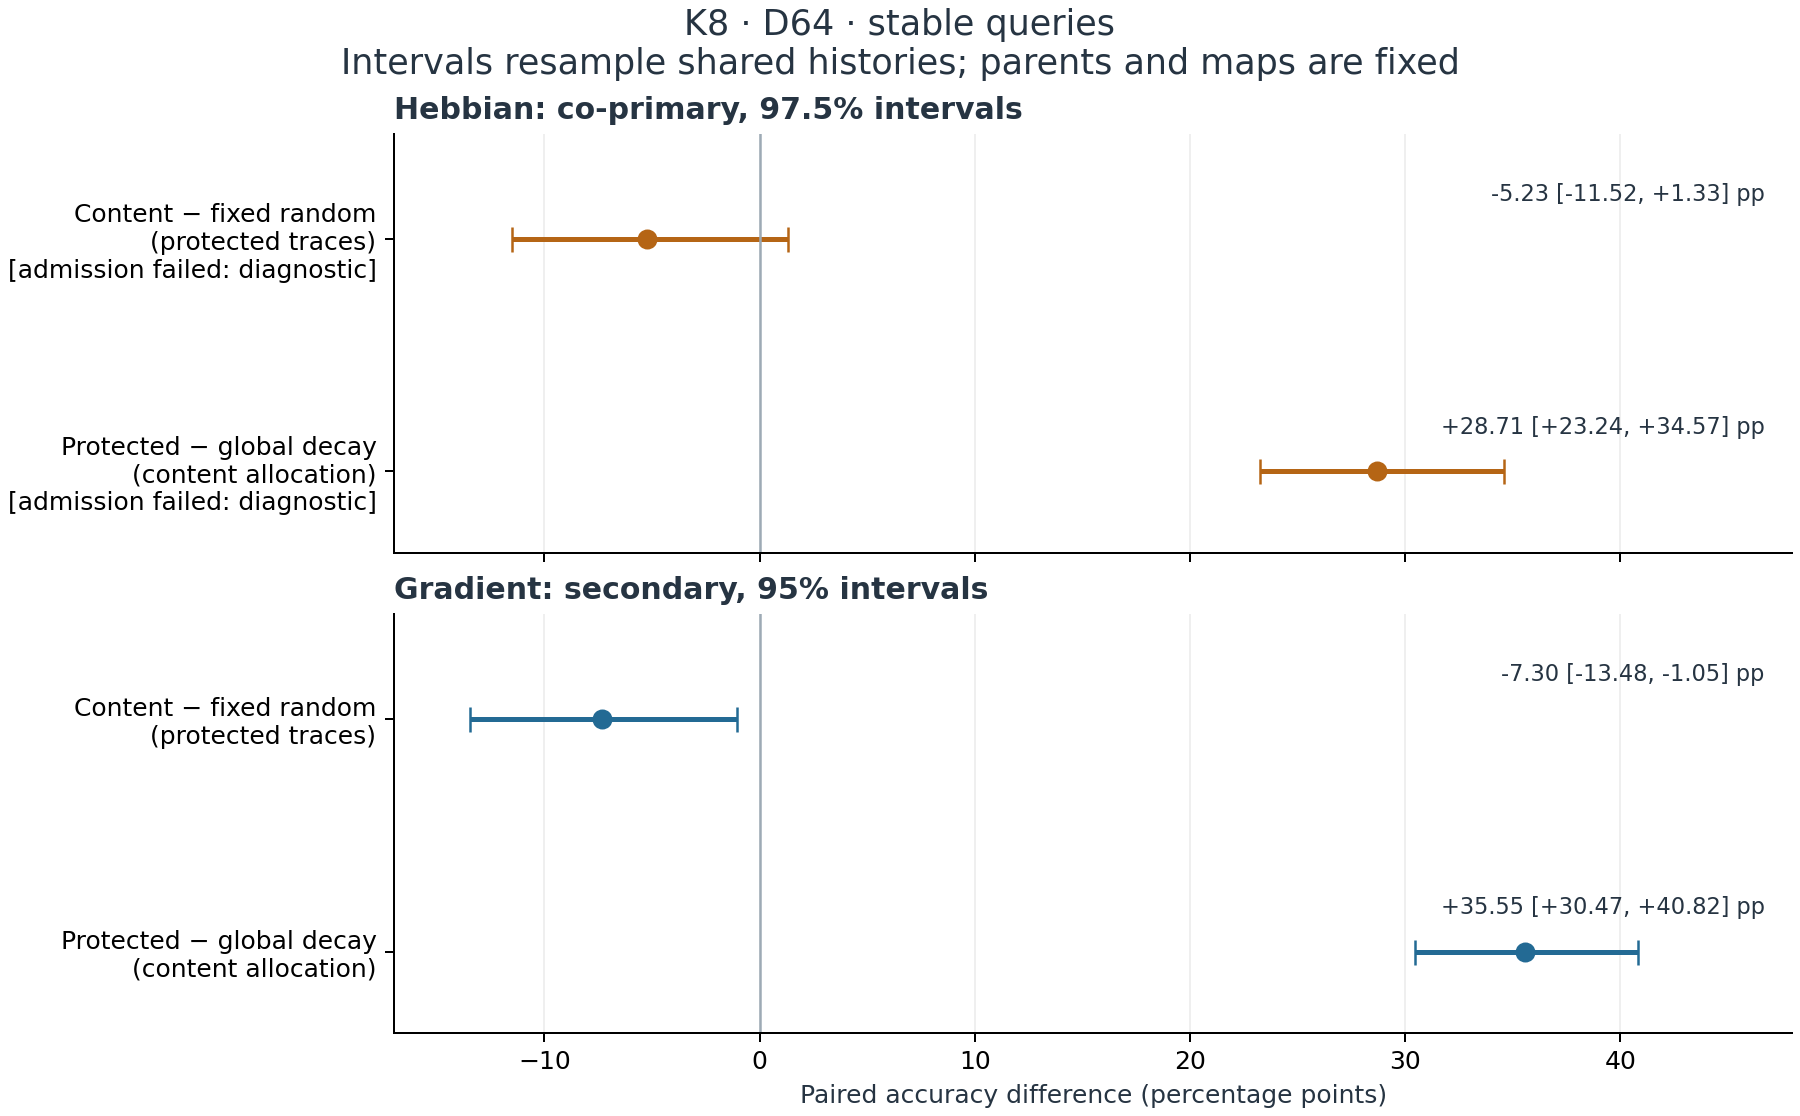 K8 · D64 · stable queries
Intervals resample shared histories; parents and maps are fixed
Hebbian: co-primary, 97.5% intervals
Content − fixed random
(protected traces)
[admission failed: diagnostic]
-5.23 [-11.52, +1.33] pp
Protected − global decay
(content allocation)
[admission failed: diagnostic]
+28.71 [+23.24, +34.57] pp
Gradient: secondary, 95% intervals
Content − fixed random
(protected traces)
-7.30 [-13.48, -1.05] pp
Protected − global decay
(content allocation)
+35.55 [+30.47, +40.82] pp
−10 0 10 20 30 40
Paired accuracy difference (percentage points)